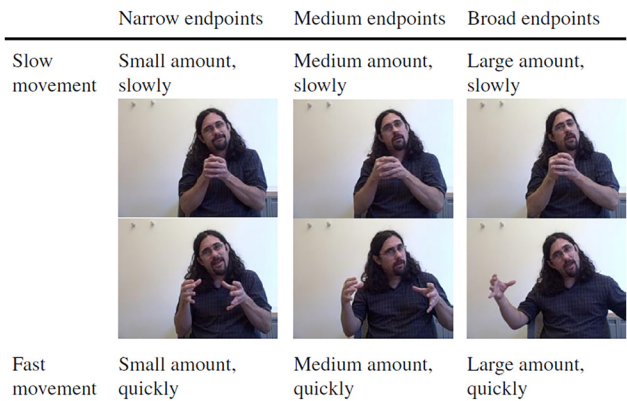 Narrow endpoints Medium endpoints Broad endpoints
Slow Small amount, Medium amount, Large amount,
movement slowly slowly slowly
Fast Small amount, Medium amount, Large amount,
movement quickly quickly quickly